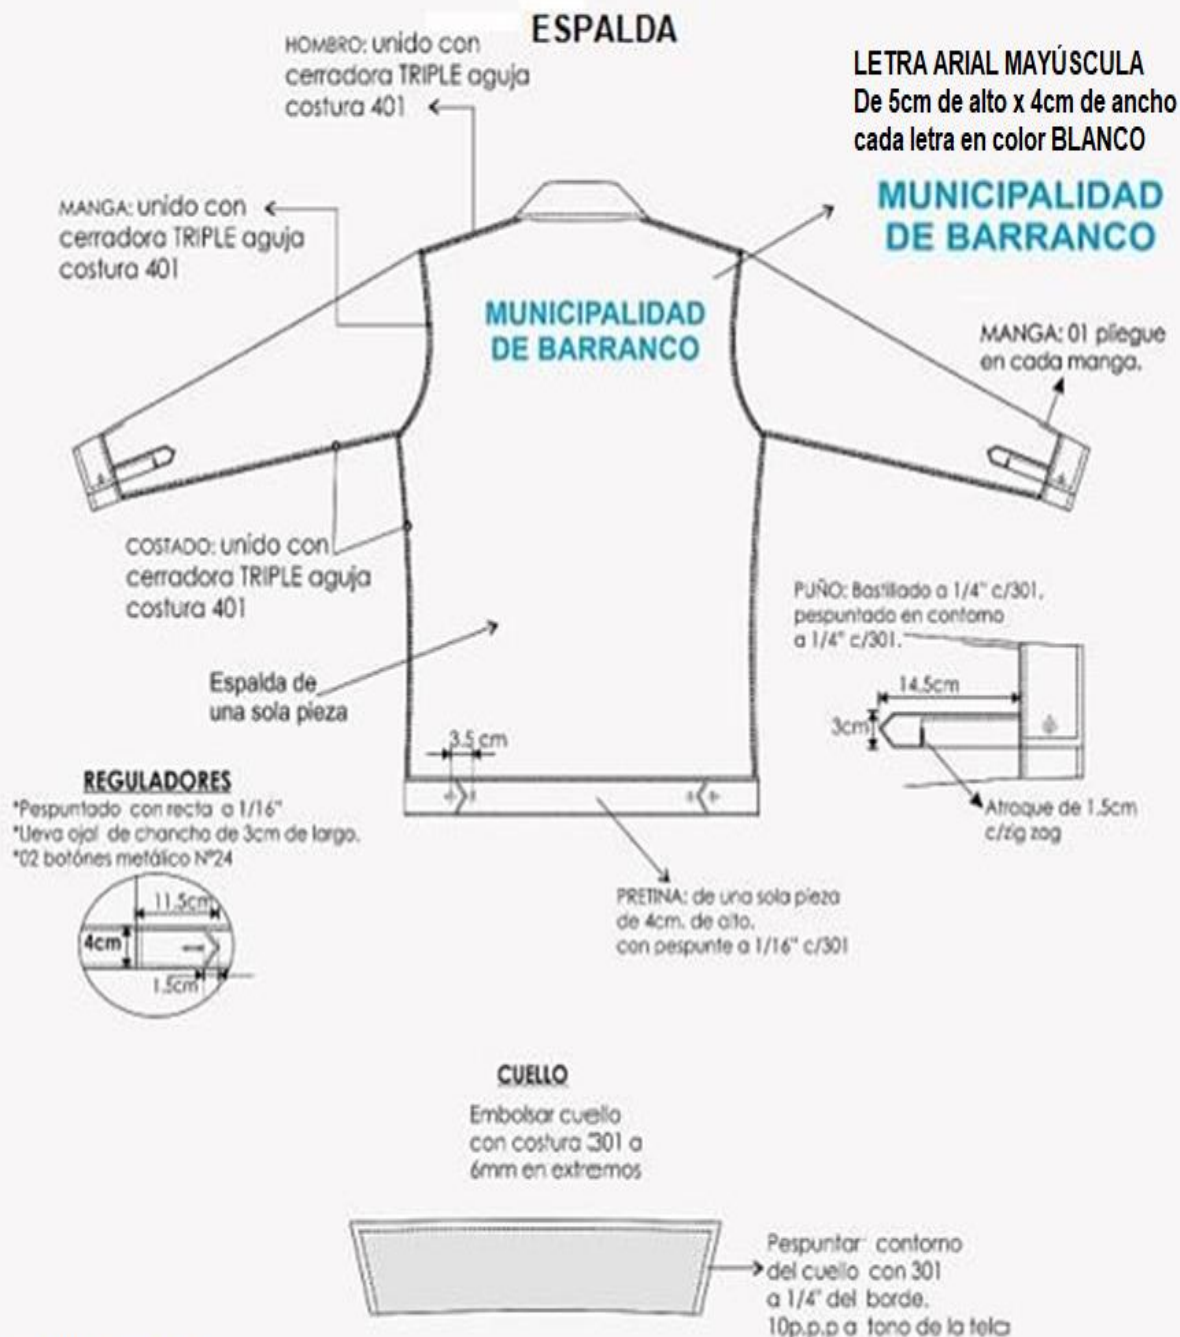 ESPALDA
HOMBRO: unido con
cerradora TRIPLE aguja
costura 401
LETRA ARIAL MAYÚSCULA
De 5cm de alto x 4cm de ancho
cada letra en color BLANCO
MUNICIPALIDAD
DE BARRANCO
MANGA: unido con
cerradora TRIPLE aguja
costura 401
MUNICIPALIDAD
DE BARRANCO
MANGA: 01 pliegue
en cada manga.
COSTADO: unido con
cerradora TRIPLE aguja
costura 401
PUÑO: Bastillado a 1/4" c/301,
pespuntado en contorno
a 1/4" c/301.
14.5cm
3cm
Espalda de
una sola pieza
3.5 cm
Atraque de 1.5cm
c/zig zag
REGULADORES
*Pespuntado con recta a 1/16"
*Lleva ojal de chancho de 3cm de largo.
*02 botónes metálico N°24
11.5cm
4cm
1.5cm
PRETINA: de una sola pieza
de 4cm. de alto.
con pespunte a 1/16" c/301
CUELLO
Embolsar cuello
con costura 301 a
6mm en extremos
Pespuntar contorno
del cuello con 301
a 1/4" del borde.
10p.p.p a tono de la tela